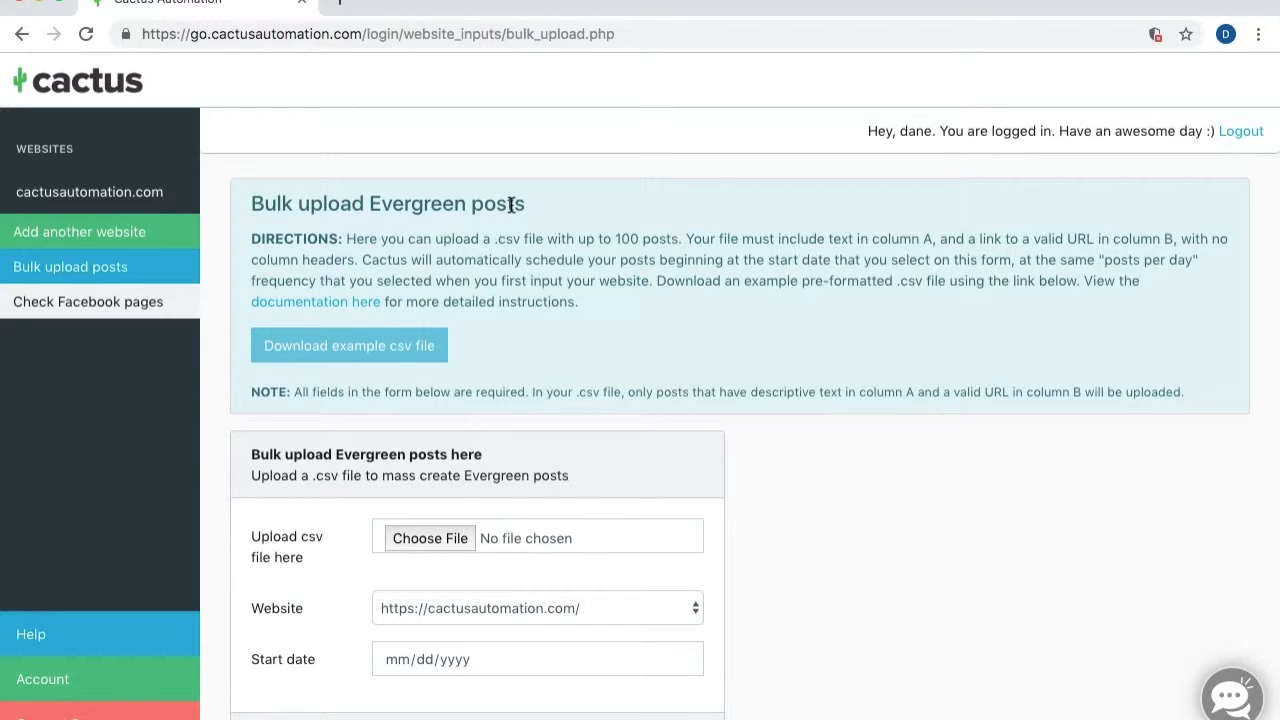 Cactus Automation
https://go.cactusautomation.com/login/website_inputs/bulk_upload.php
D
cactus
Hey, dane. You are logged in. Have an awesome day :) Logout
WEBSITES
cactusautomation.com
Add another website
Bulk upload posts
Check Facebook pages
Help
Account
Bulk upload Evergreen posts
DIRECTIONS: Here you can upload a .csv file with up to 100 posts. Your file must include text in column A, and a link to a valid URL in column B, with no
column headers. Cactus will automatically schedule your posts beginning at the start date that you select on this form, at the same "posts per day"
frequency that you selected when you first input your website. Download an example pre-formatted .csv file using the link below. View the
documentation here for more detailed instructions.
Download example csv file
NOTE: All fields in the form below are required. In your .csv file, only posts that have descriptive text in column A and a valid URL in column B will be uploaded.
Bulk upload Evergreen posts here
Upload a .csv file to mass create Evergreen posts
Upload csv
file here
Choose File No file chosen
Website
https://cactusautomation.com/
Start date
mm/dd/yyyy